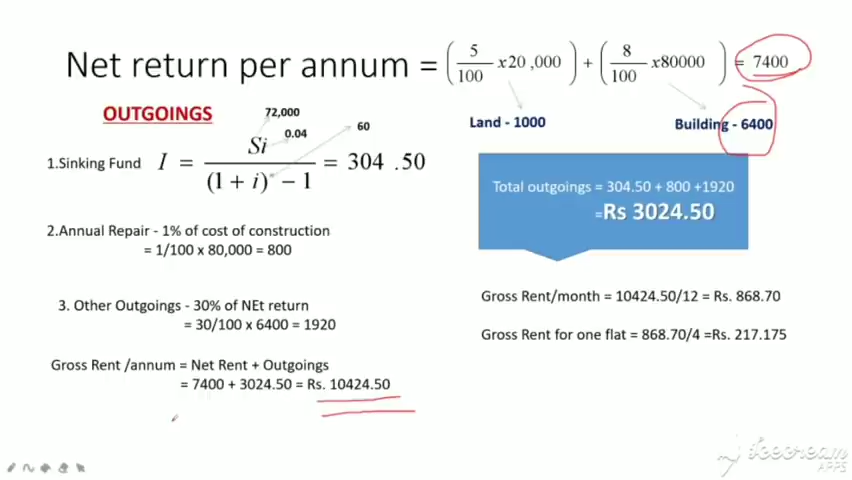 Net return per annum = (5/100 x20,000) + (8/100 x80000) = 7400
OUTGOINGS
72,000
0.04
60
Land - 1000
Building - 6400
1.Sinking Fund I = Si / (1 + i) - 1 = 304 .50
Total outgoings = 304.50 + 800 +1920
=Rs 3024.50
2.Annual Repair - 1% of cost of construction
= 1/100 x 80,000 = 800
3. Other Outgoings - 30% of NEt return
= 30/100 x 6400 = 1920
Gross Rent/month = 10424.50/12 = Rs. 868.70
Gross Rent for one flat = 868.70/4 =Rs. 217.175
Gross Rent /annum = Net Rent + Outgoings
= 7400 + 3024.50 = Rs. 10424.50
Icecream
APPS